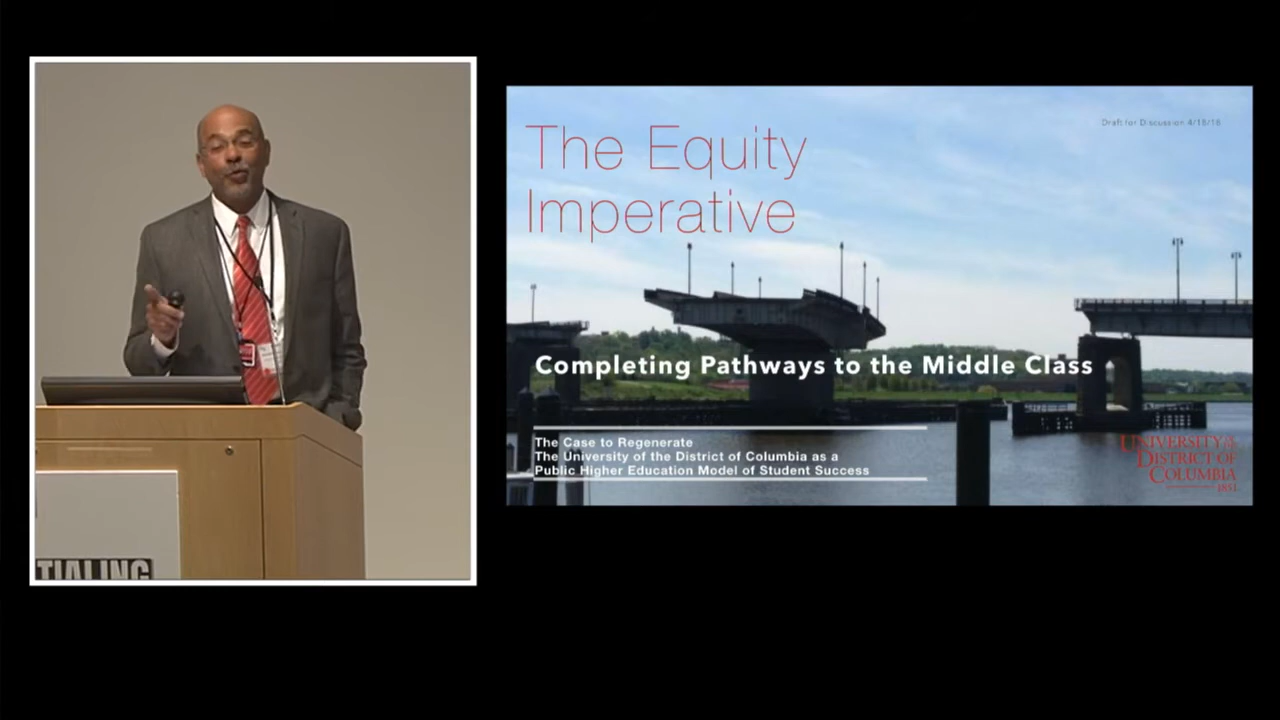 The Equity
Imperative
Draft for Discussion 4/18/18
Completing Pathways to the Middle Class
The Case to Regenerate
The University of the District of Columbia as a
Public Higher Education Model of Student Success
UNIVERSITY OF
DISTRICT OF
COLUMBIA
1851
TIALING